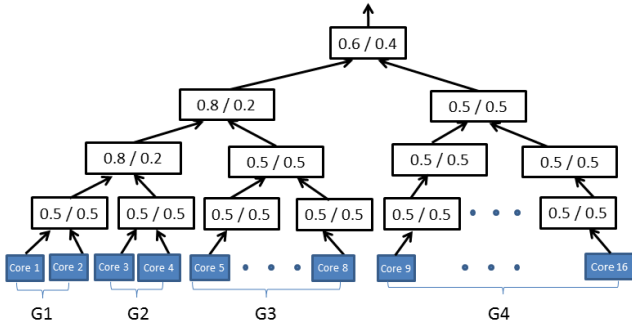 0.6 / 0.4
0.8 / 0.2
0.5 / 0.5
0.8 / 0.2
0.5 / 0.5
0.5 / 0.5
0.5 / 0.5
0.5 / 0.5
0.5 / 0.5
0.5 / 0.5
0.5 / 0.5
0.5 / 0.5
0.5 / 0.5
Core 1
Core 2
Core 3
Core 4
Core 5
Core 8
Core 9
Core 16
G1
G2
G3
G4